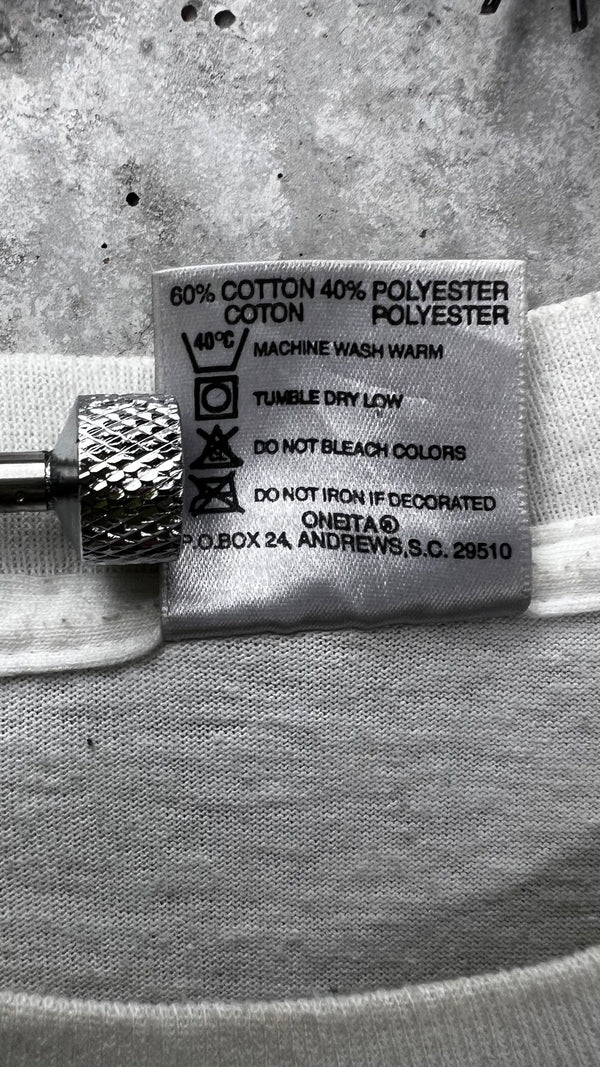 60% COTTON 40% POLYESTER
COTON POLYESTER
40°C MACHINE WASH WARM
TUMBLE DRY LOW
DO NOT BLEACH COLORS
DO NOT IRON IF DECORATED
ONEITA®
P.O.BOX 24, ANDREWS,S.C. 29510